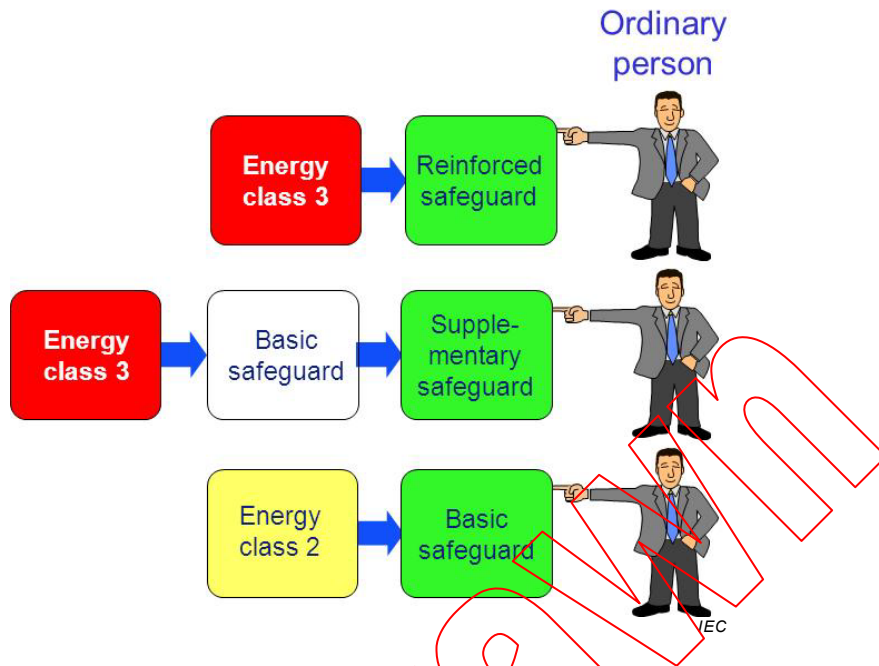 Ordinary
person
Energy
class 3
Reinforced
safeguard
Energy
class 3
Basic
safeguard
Supple-
mentary
safeguard
Energy
class 2
Basic
safeguard
IEC